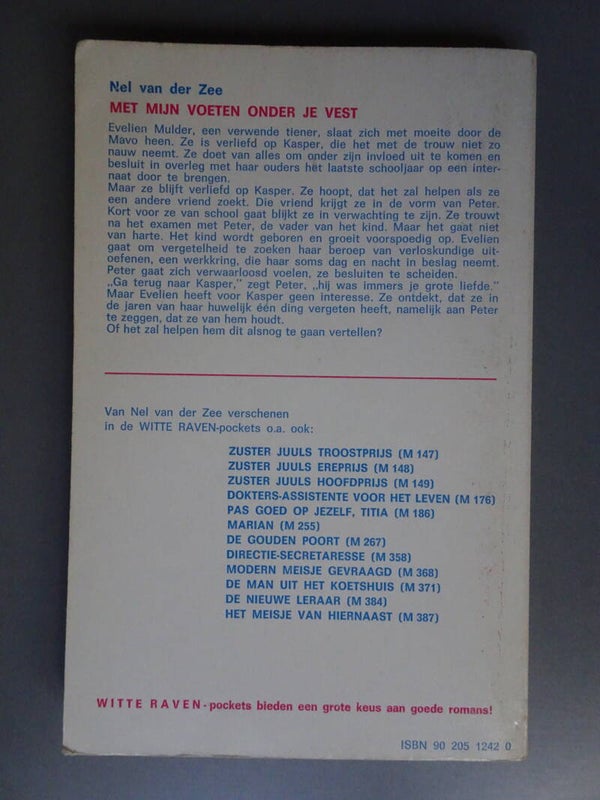 Nel van der Zee
MET MIJN VOETEN ONDER JE VEST
Evelien Mulder, een verwende tiener, slaat zich met moeite door de
Mavo heen. Ze is verliefd op Kasper, die het met de trouw niet zo
nauw neemt. Ze doet van alles om onder zijn invloed uit te komen en
besluit in overleg met haar ouders hét laatste schooljaar op een inter-
naat door te brengen.
Maar ze blijft verliefd op Kasper. Ze hoopt, dat het zal helpen als ze
een andere vriend zoekt. Die vriend krijgt ze in de vorm van Peter.
Kort voor ze van school gaat blijkt ze in verwachting te zijn. Ze trouwt
na het examen met Peter, de vader van het kind. Maar het gaat niet
van harte. Het kind wordt geboren en groeit voorspoedig op. Evelien
gaat om vergetelheid te zoeken haar beroep van verloskundige uit-
oefenen, een werkkring, die haar soms dag en nacht in beslag neemt.
Peter gaat zich verwaarloosd voelen, ze besluiten te scheiden.
„Ga terug naar Kasper,” zegt Peter, „hij was immers je grote liefde.”
Maar Evelien heeft voor Kasper geen interesse. Ze ontdekt, dat ze in
de jaren van haar huwelijk één ding vergeten heeft, namelijk aan Peter
te zeggen, dat ze van hem houdt.
Of het zal helpen hem dit alsnog te gaan vertellen?
Van Nel van der Zee verschenen
in de WITTE RAVEN-pockets o.a. ook:
ZUSTER JUULS TROOSTPRIJS (M 147)
ZUSTER JUULS EREPRIJS (M 148)
ZUSTER JUULS HOOFDPRIJS (M 149)
DOKTERS-ASSISTENTE VOOR HET LEVEN (M 176)
PAS GOED OP JEZELF, TITIA (M 186)
MARIAN (M 255)
DE GOUDEN POORT (M 267)
DIRECTIE-SECRETARESSE (M 358)
MODERN MEISJE GEVRAAGD (M 368)
DE MAN UIT HET KOETSHUIS (M 371)
DE NIEUWE LERAAR (M 384)
HET MEISJE VAN HIERNAAST (M 387)
WITTE RAVEN-pockets bieden een grote keus aan goede romans!
ISBN 90 205 1242 0